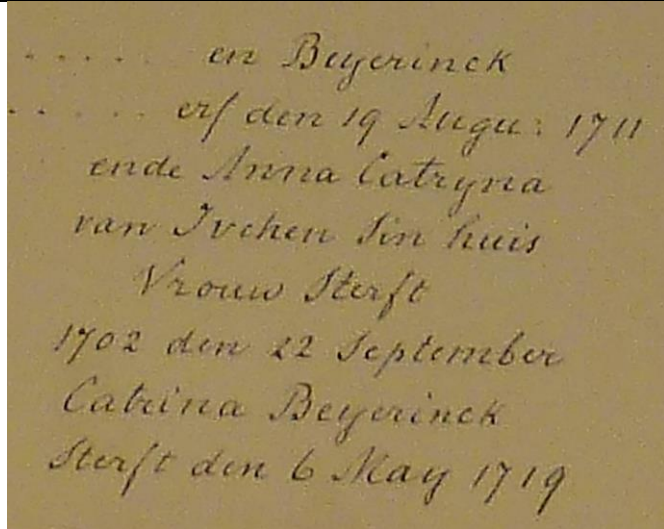 . . . . . en Beyerinck
. . . . . erf den 19 Augu: 1711
ende Anna Catryna
van Ivehen Sin huis
Vrouw Sterft
1702 den 22 September
Catrina Beyerinck
Sterft den 6 May 1719